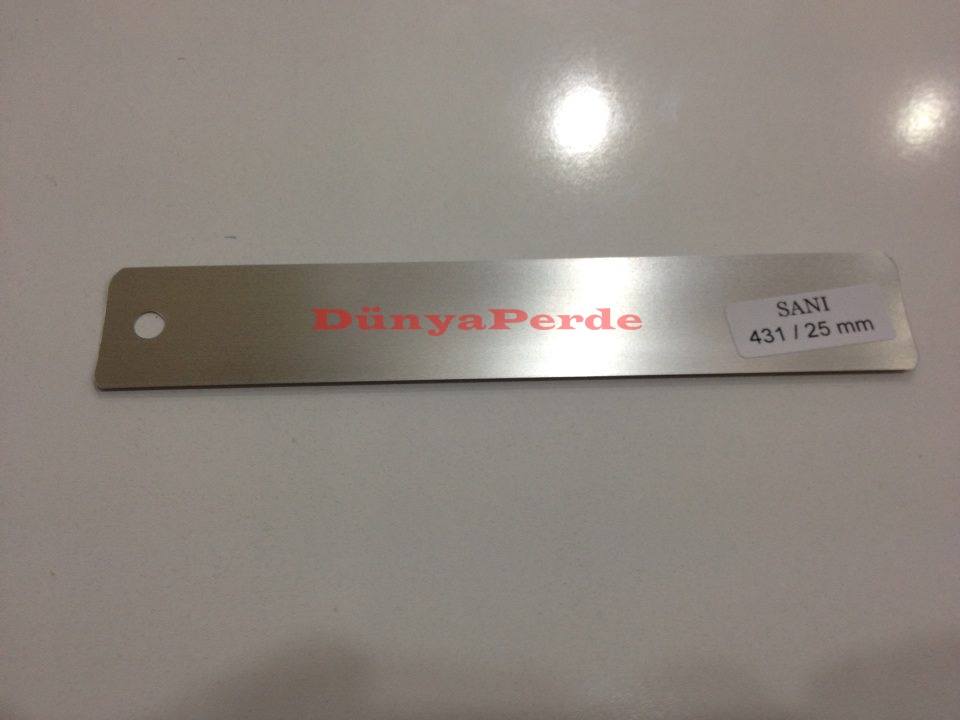 DünyaPerde
SANI
431 / 25 mm